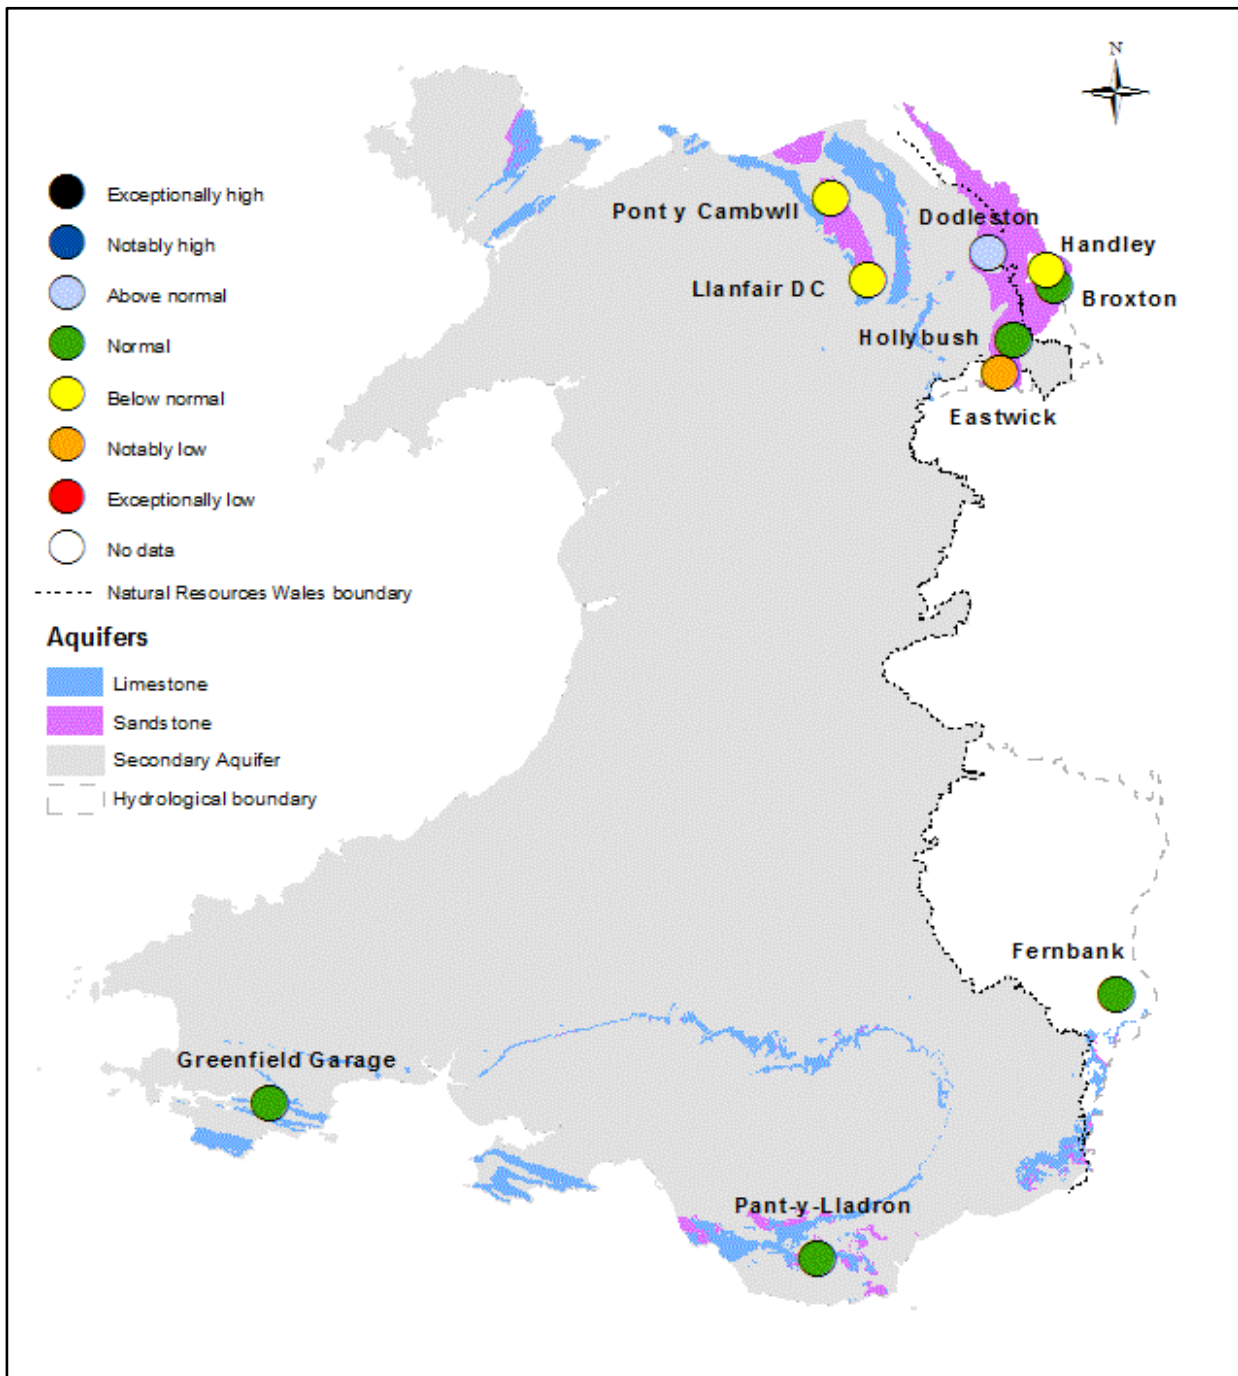 N
Exceptionally high
Notably high
Above normal
Normal
Below normal
Notably low
Exceptionally low
No data
Natural Resources Wales boundary
Aquifers
Limestone
Sandstone
Secondary Aquifer
Hydrological boundary
Pont y Cambwll
Dodleston
Handley
Llanfair DC
Broxton
Hollybush
Eastwick
Fernbank
Greenfield Garage
Pant-y-Lladron